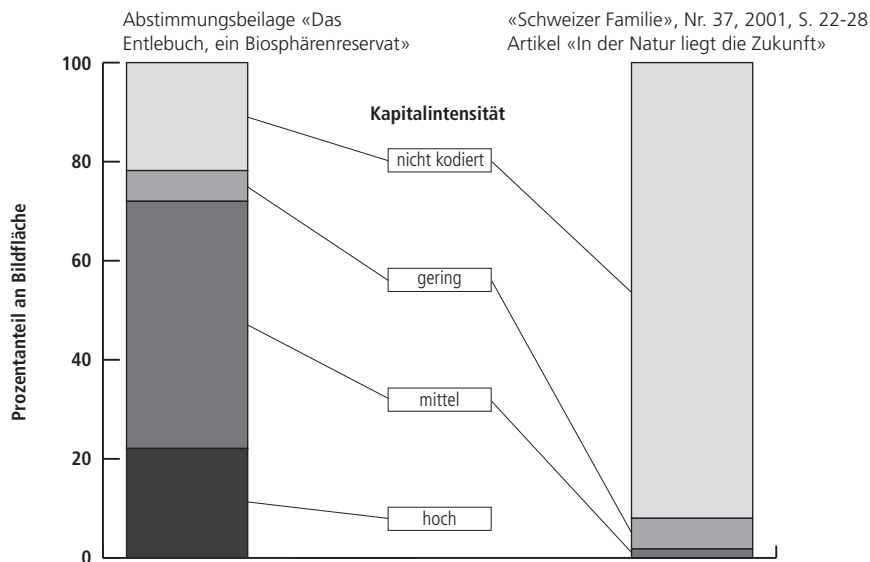 Abstimmungsbeilage «Das
Entlebuch, ein Biosphärenreservat»
«Schweizer Familie», Nr. 37, 2001, S. 22-28
Artikel «In der Natur liegt die Zukunft»
Prozentanteil an Bildfläche
100
80
60
40
20
0
Kapitalintensität
nicht kodiert
gering
mittel
hoch